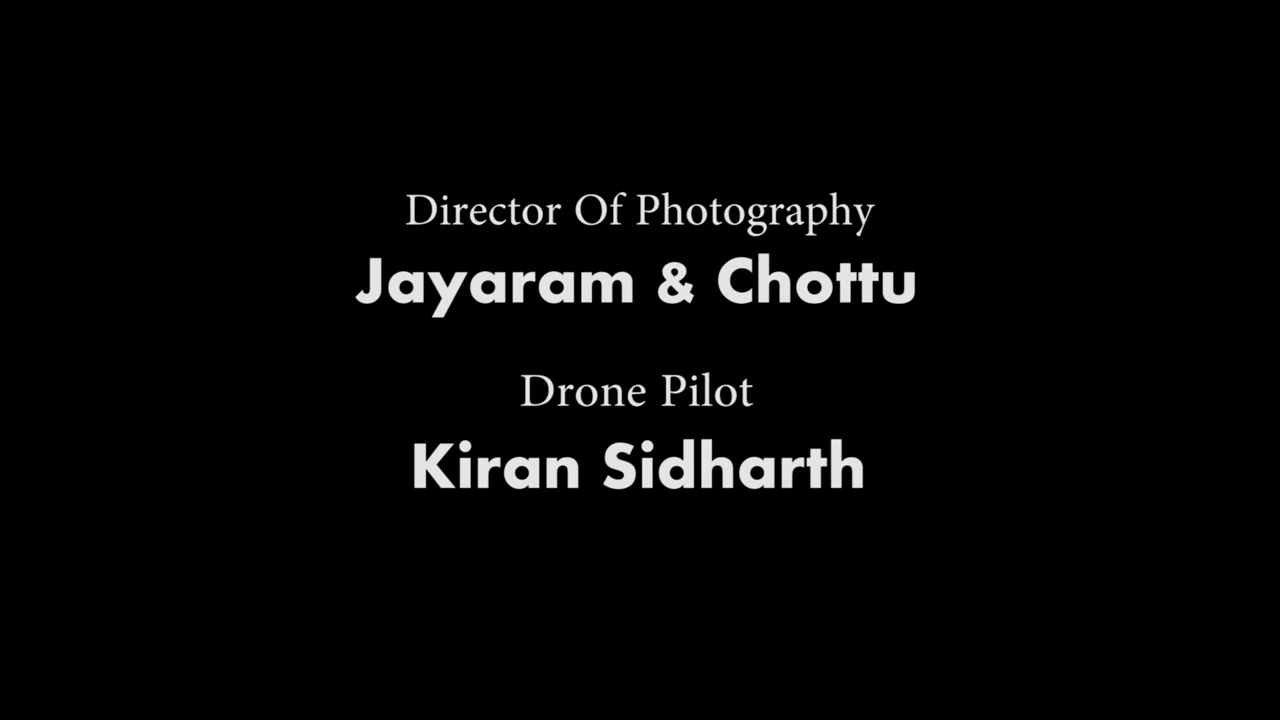 Director Of Photography
Jayaram & Chottu
Drone Pilot
Kiran Sidharth